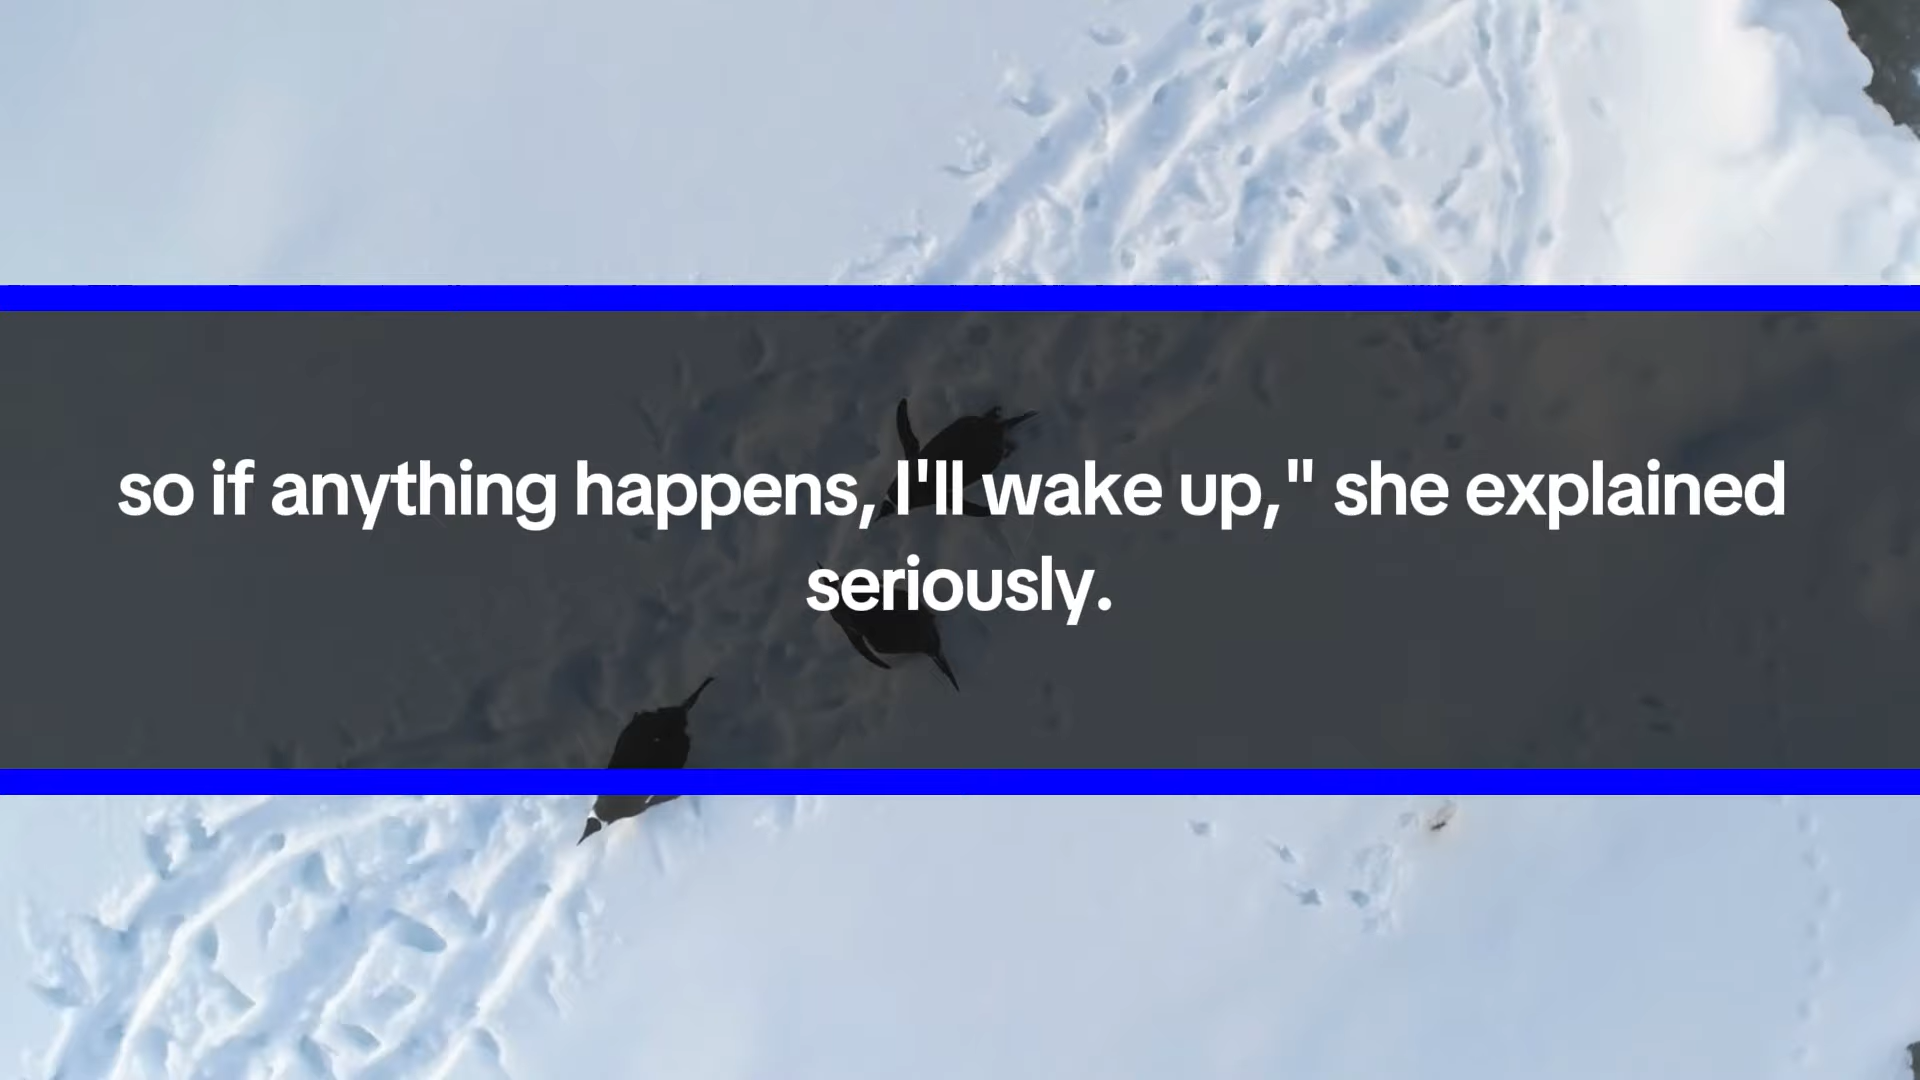 so if anything happens, I'll wake up," she explained
seriously.